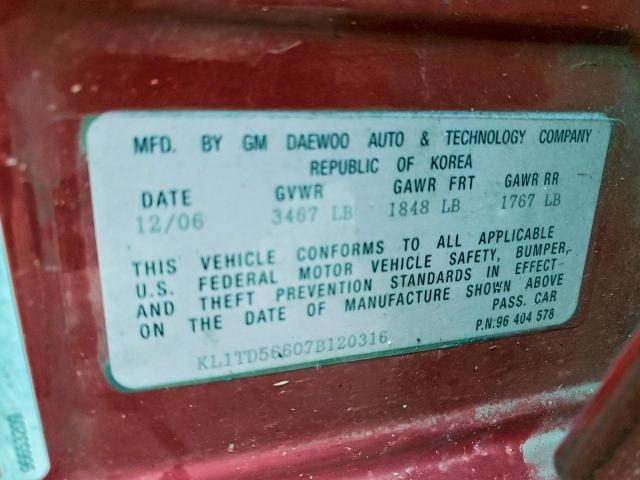 MFD. BY GM DAEWOO AUTO & TECHNOLOGY COMPANY
REPUBLIC OF KOREA
DATE GVWR GAWR FRT GAWR RR
12/06 3467 LB 1848 LB 1767 LB
THIS VEHICLE CONFORMS TO ALL APPLICABLE
U.S. FEDERAL MOTOR VEHICLE SAFETY, BUMPER,
AND THEFT PREVENTION STANDARDS IN EFFECT
ON THE DATE OF MANUFACTURE SHOWN ABOVE
PASS. CAR
P.N:96 404 578
KL1TD56607B120316